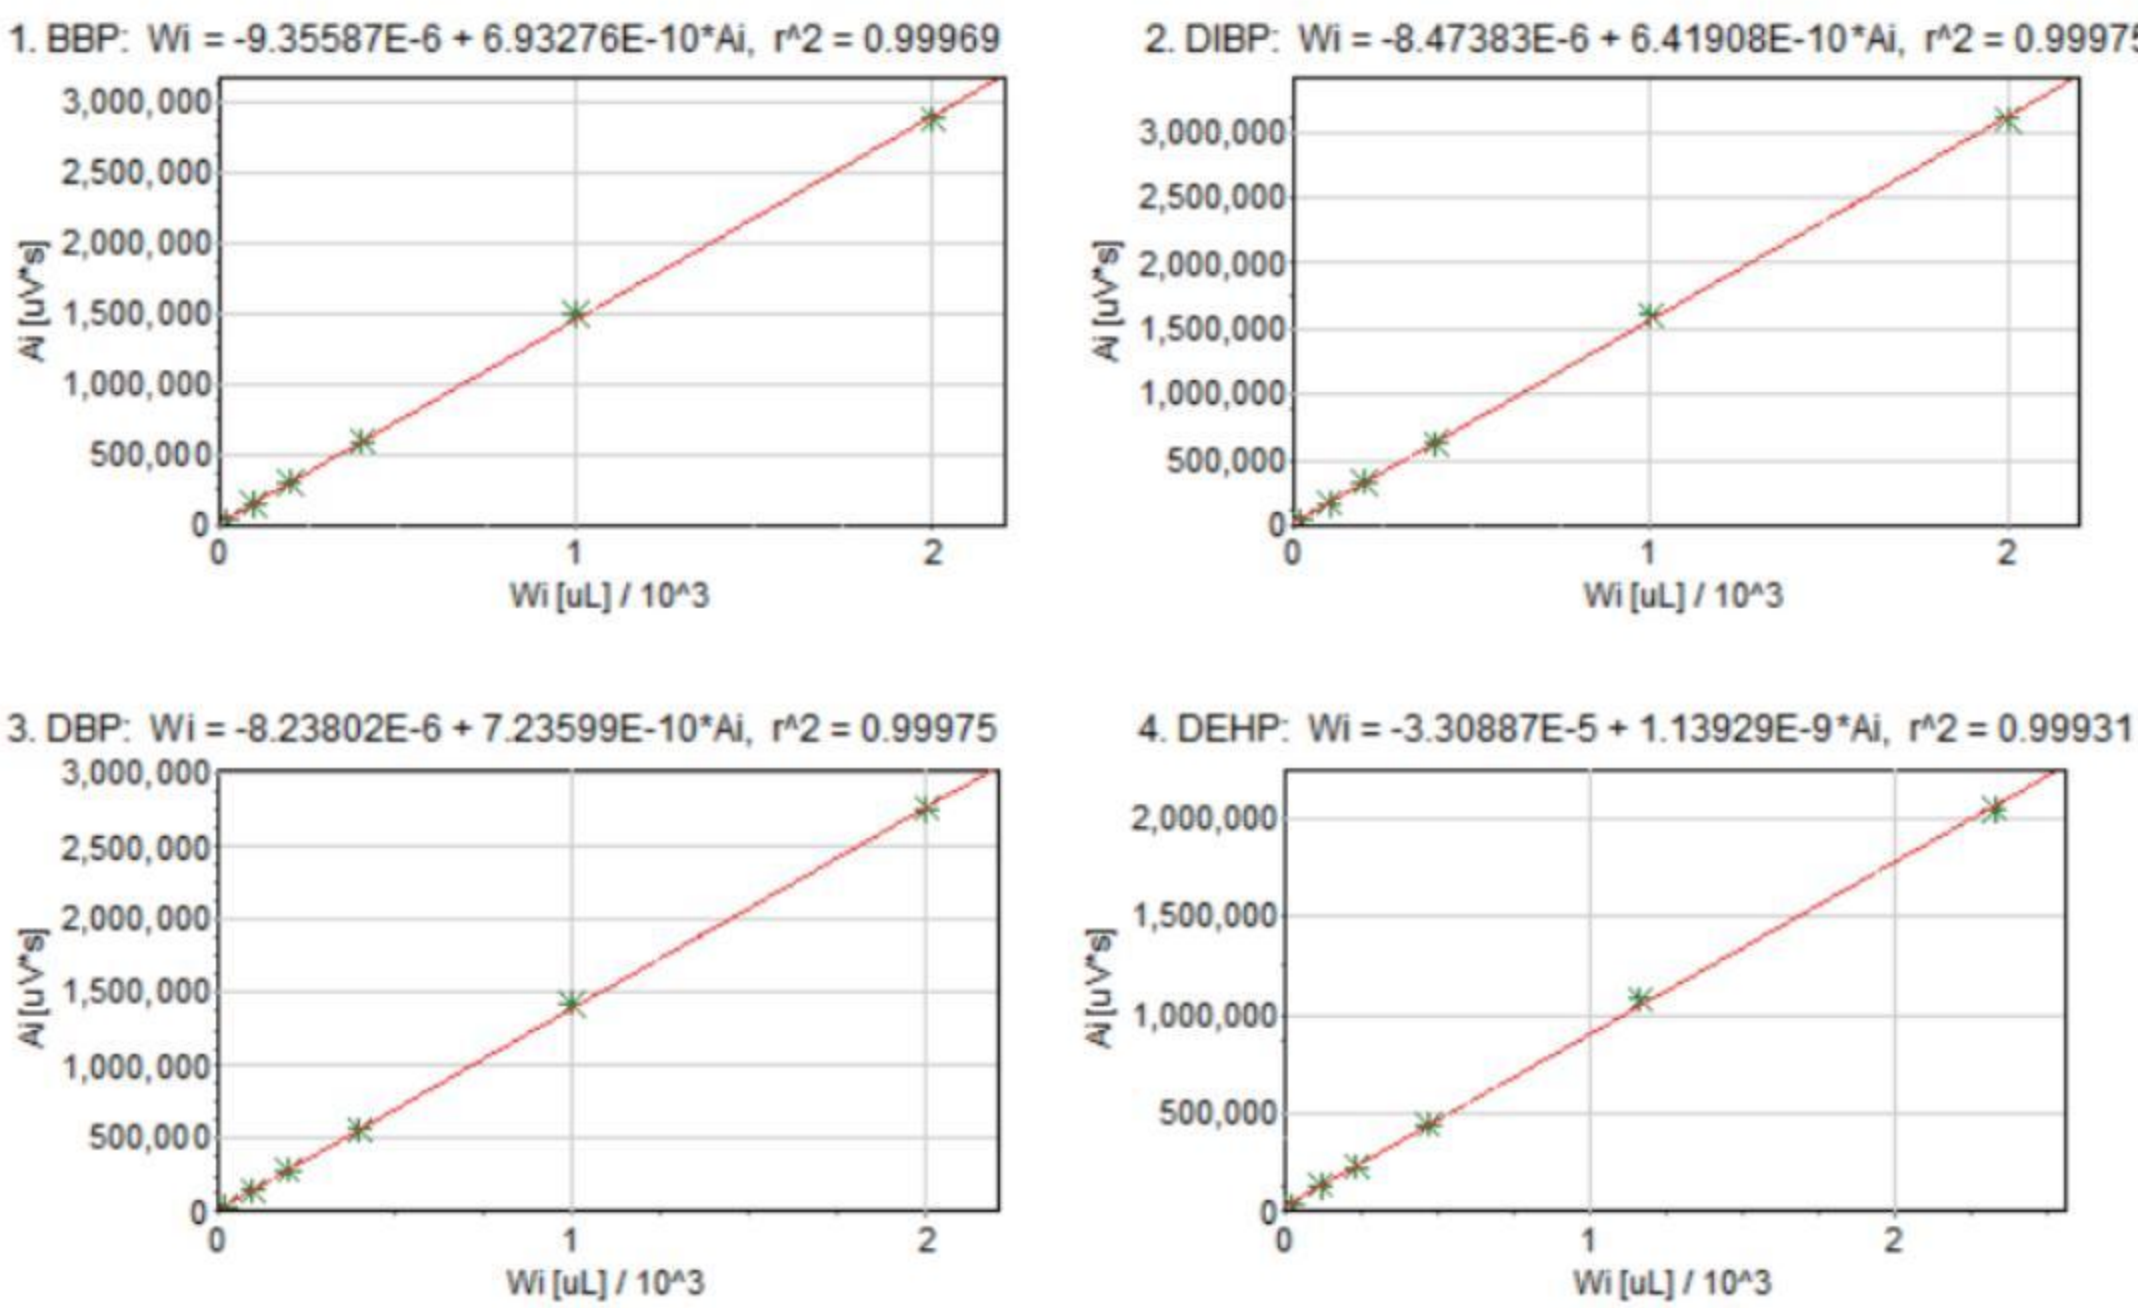 1. BBP: Wi = -9.35587E-6 + 6.93276E-10*Ai, r^2 = 0.99969
3,000,000
2,500,000
2,000,000
1,500,000
1,000,000
500,000
0
Ai [uV*s]
0 1 2
Wi [uL] / 10^3
2. DIBP: Wi = -8.47383E-6 + 6.41908E-10*Ai, r^2 = 0.99975
3,000,000
2,500,000
2,000,000
1,500,000
1,000,000
500,000
0
Ai [uV*s]
0 1 2
Wi [uL] / 10^3
3. DBP: Wi = -8.23802E-6 + 7.23599E-10*Ai, r^2 = 0.99975
3,000,000
2,500,000
2,000,000
1,500,000
1,000,000
500,000
0
Ai [uV*s]
0 1 2
Wi [uL] / 10^3
4. DEHP: Wi = -3.30887E-5 + 1.13929E-9*Ai, r^2 = 0.99931
2,000,000
1,500,000
1,000,000
500,000
0
Ai [uV*s]
0 1 2
Wi [uL] / 10^3